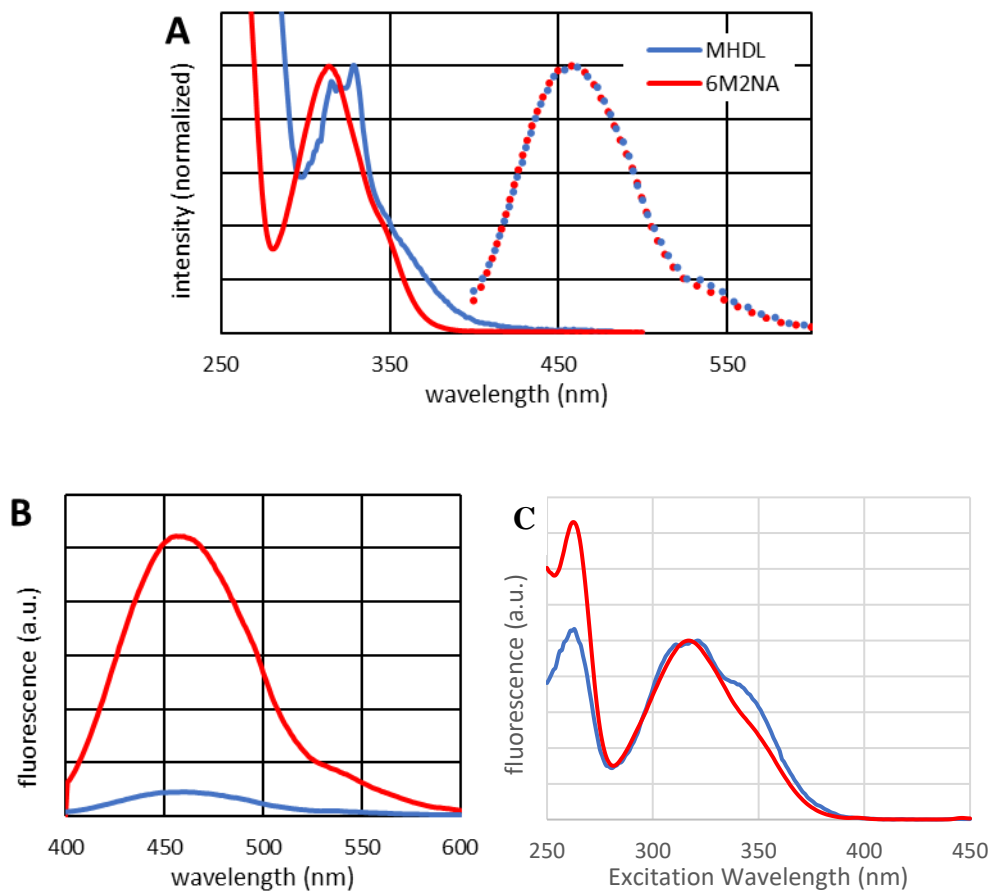 A
MHDL
6M2NA
intensity (normalized)
250 350 450 550
wavelength (nm)
B
fluorescence (a.u.)
400 450 500 550 600
wavelength (nm)
C
fluorescence (a.u.)
250 300 350 400 450
Excitation Wavelength (nm)